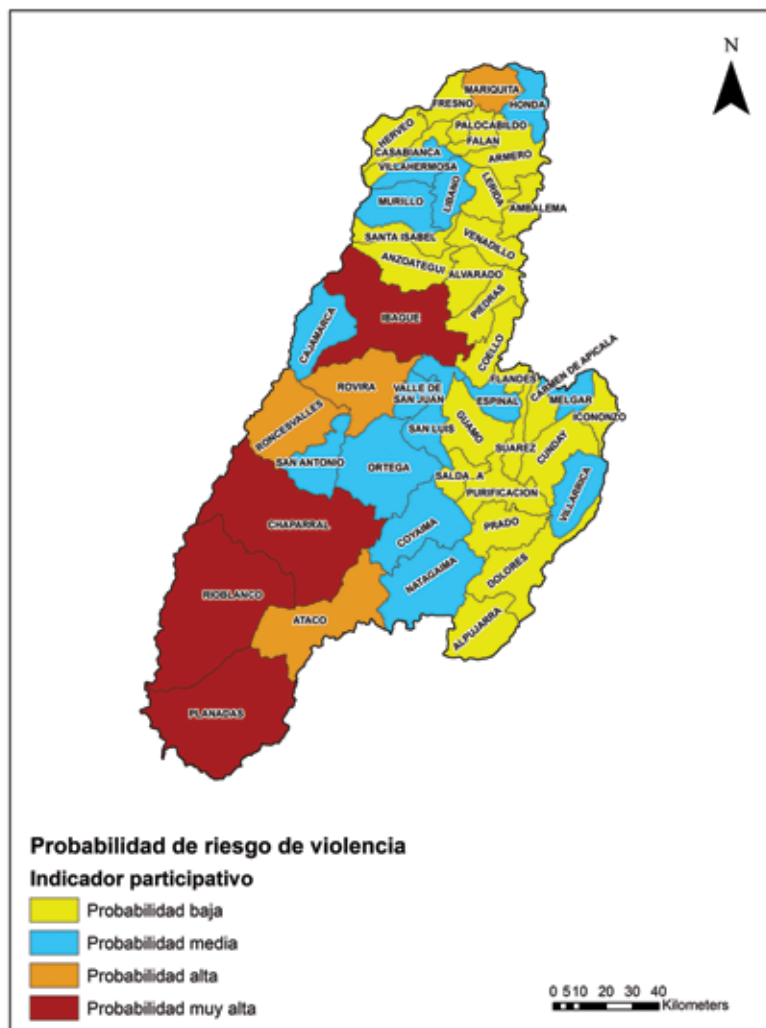 N
MARIQUITA
FRESNO
HONDA
PALOCABILDO
HERVEO
FALAN
CASABIANCA
ARMERO
VILLAHERMOSA
LERIDA
MURILLO
LIBANO
AMBALEMA
SANTA ISABEL
VENADILLO
ANZOATEGUI
ALVARADO
PIEDRAS
IBAGUE
CAJAMARCA
COELLO
CARMEN DE APICALA
FLANDES
ROVIRA
VALLE DE
SAN JUAN
ESPINAL
MELGAR
ICONONZO
RONCESVALLES
GUAMO
SAN LUIS
SUAREZ
CUNDAY
SAN ANTONIO
ORTEGA
SALDA..A
PURIFICACION
VILLARRICA
CHAPARRAL
COYAIMA
PRADO
NATAGAIMA
DOLORES
RIOBLANCO
ATACO
ALPUJARRA
PLANADAS
Probabilidad de riesgo de violencia
Indicador participativo
Probabilidad baja
Probabilidad media
Probabilidad alta
Probabilidad muy alta
0 5 10 20 30 40
Kilometers